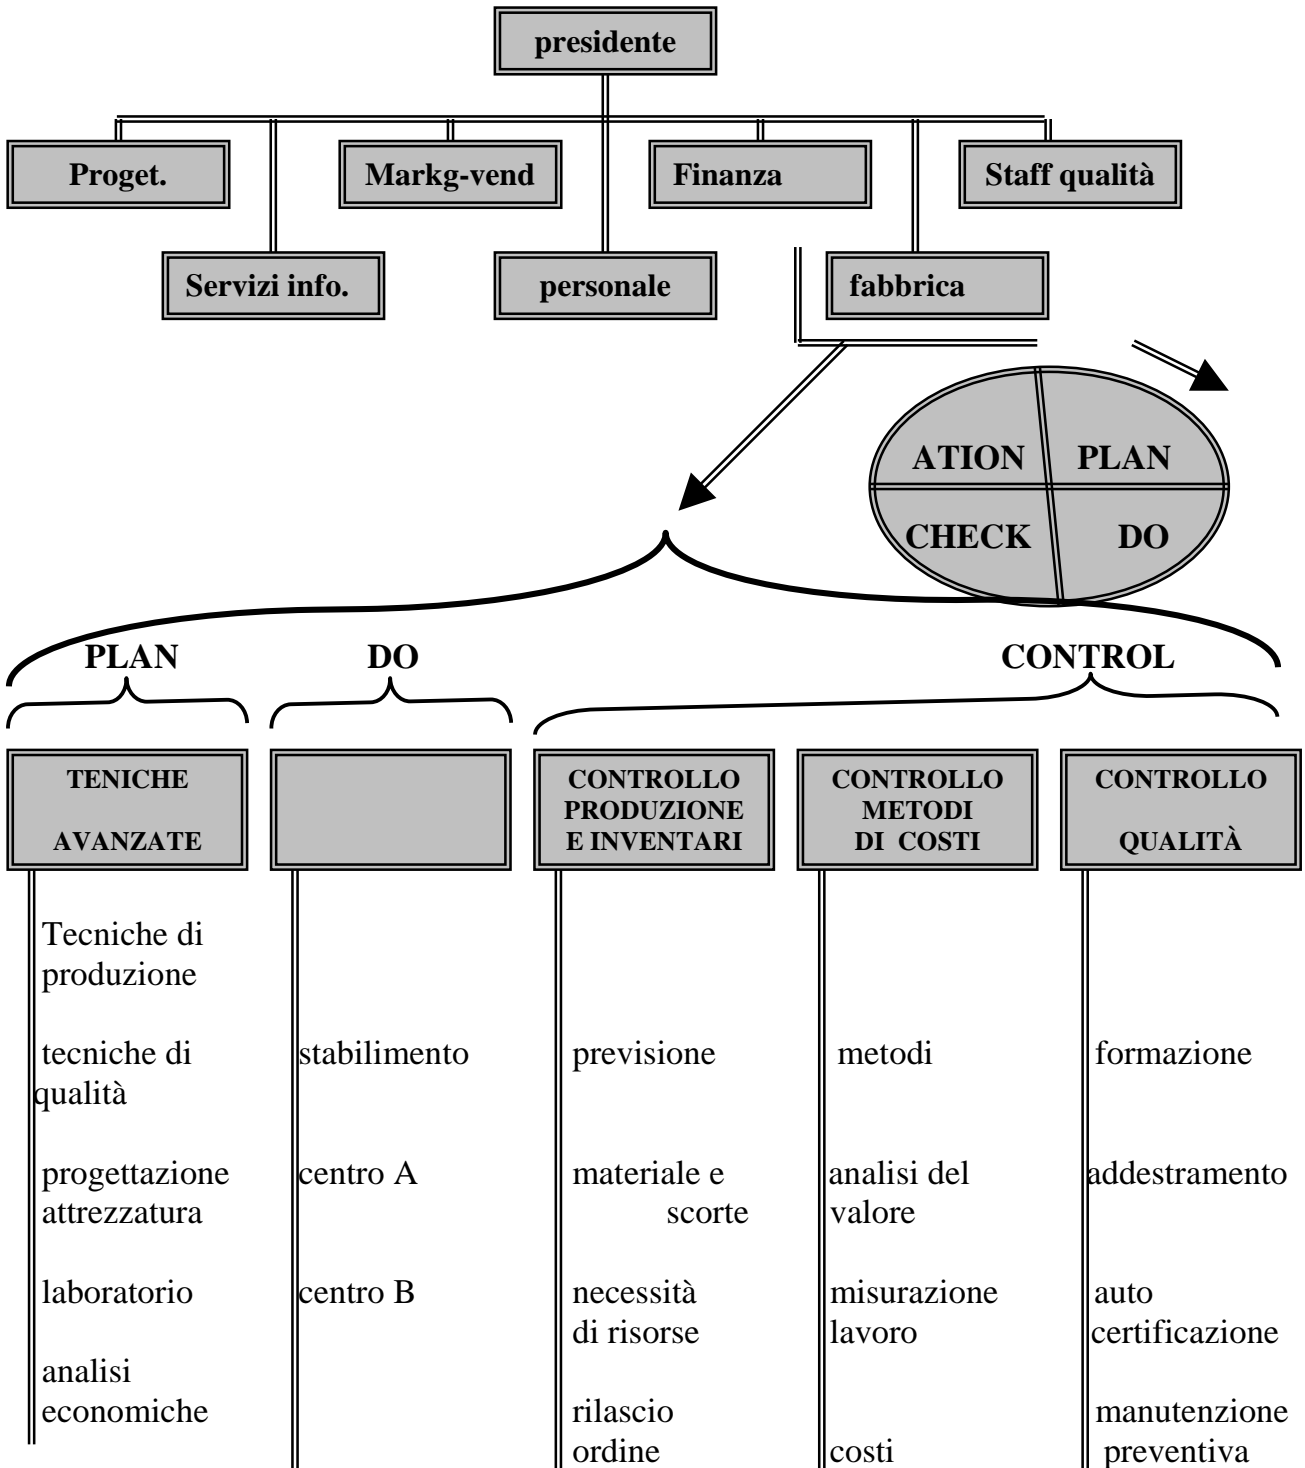 presidente
Proget.
Markg-vend
Finanza
Staff qualità
Servizi info.
personale
fabbrica
ATION
PLAN
CHECK
DO
PLAN
DO
CONTROL
TENICHE
AVANZATE
CONTROLLO
PRODUZIONE
E INVENTARI
CONTROLLO
METODI
DI COSTI
CONTROLLO
QUALITÀ
Tecniche di
produzione
tecniche di
qualità
progettazione
attrezzatura
laboratorio
analisi
economiche
stabilimento
centro A
centro B
previsione
materiale e
scorte
necessità
di risorse
rilascio
ordine
metodi
analisi del
valore
misurazione
lavoro
costi
formazione
addestramento
auto
certificazione
manutenzione
preventiva